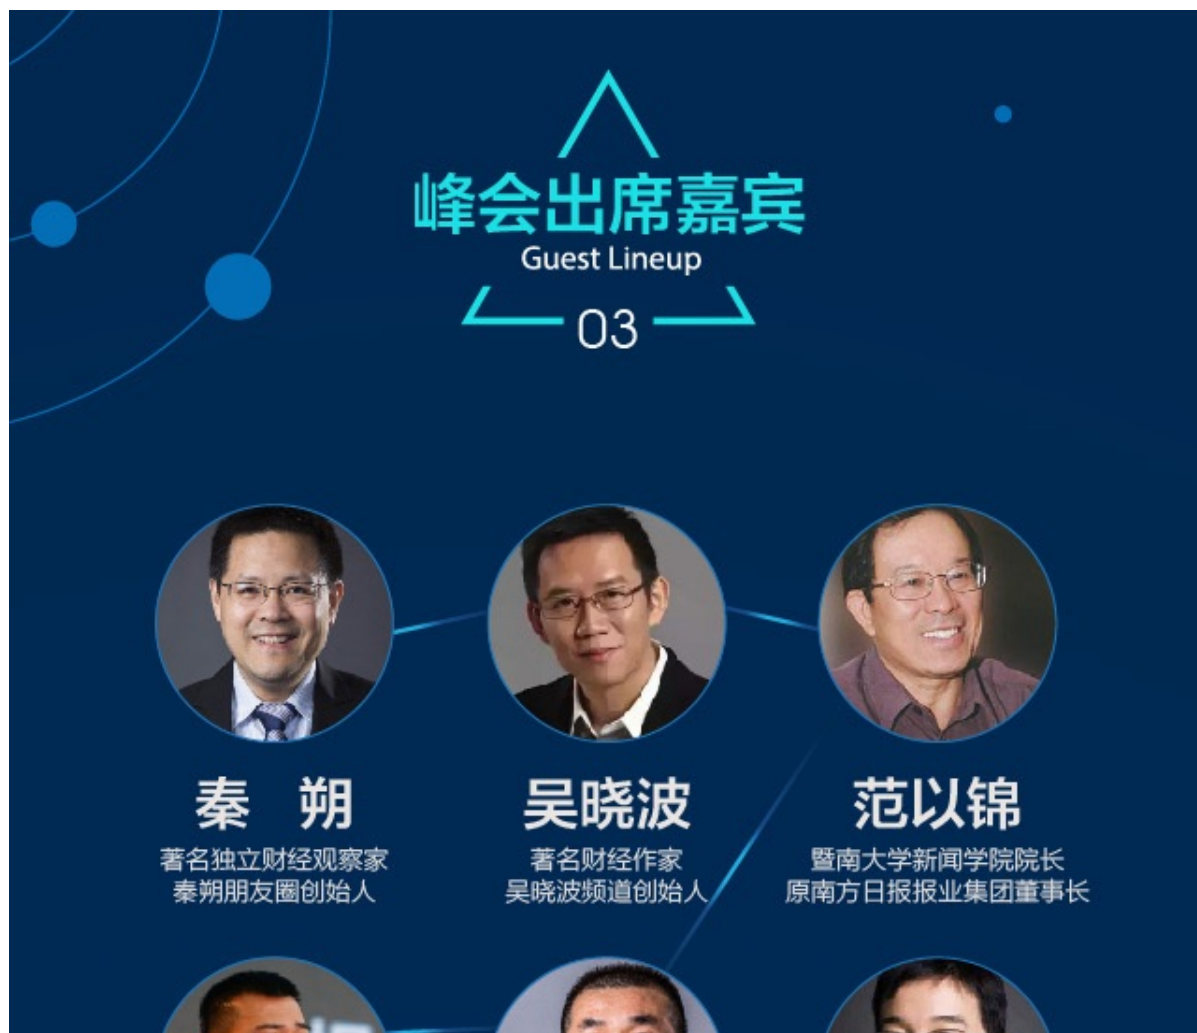 峰会出席嘉宾
Guest Lineup
03
秦 朔
著名独立财经观察家
秦朔朋友圈创始人
吴晓波
著名财经作家
吴晓波频道创始人
范以锦
暨南大学新闻学院院长
原南方日报报业集团董事长